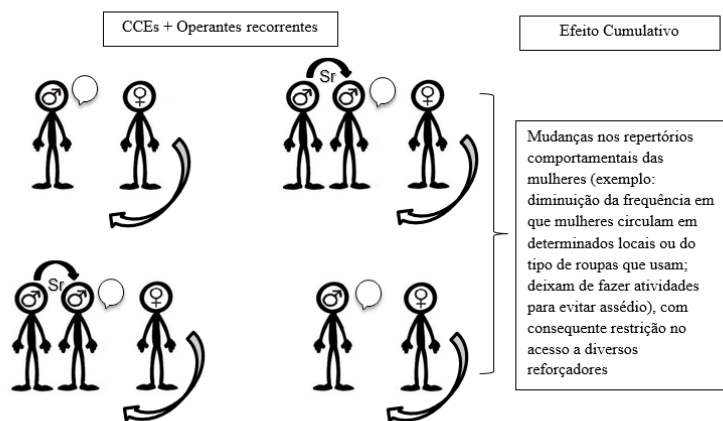 CCEs + Operantes recorrentes
Efeito Cumulativo
Sr
Sr
Mudanças nos repertórios
comportamentais das
mulheres (exemplo:
diminuição da frequência em
que mulheres circulam em
determinados locais ou do
tipo de roupas que usam;
deixam de fazer atividades
para evitar assédio), com
consequente restrição no
acesso a diversos
reforçadores